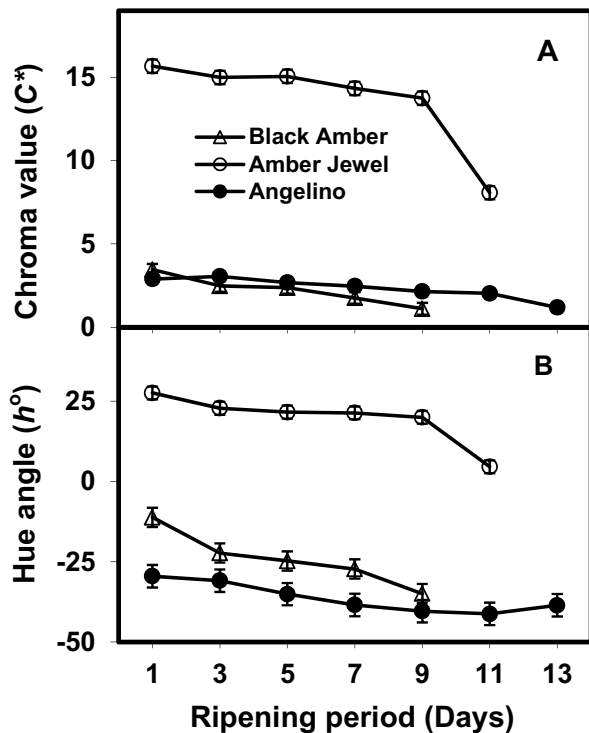 A
15
10
5
0
Chroma value (C*)
Black Amber
Amber Jewel
Angelino
B
25
0
-25
-50
Hue angle (h°)
1 3 5 7 9 11 13
Ripening period (Days)